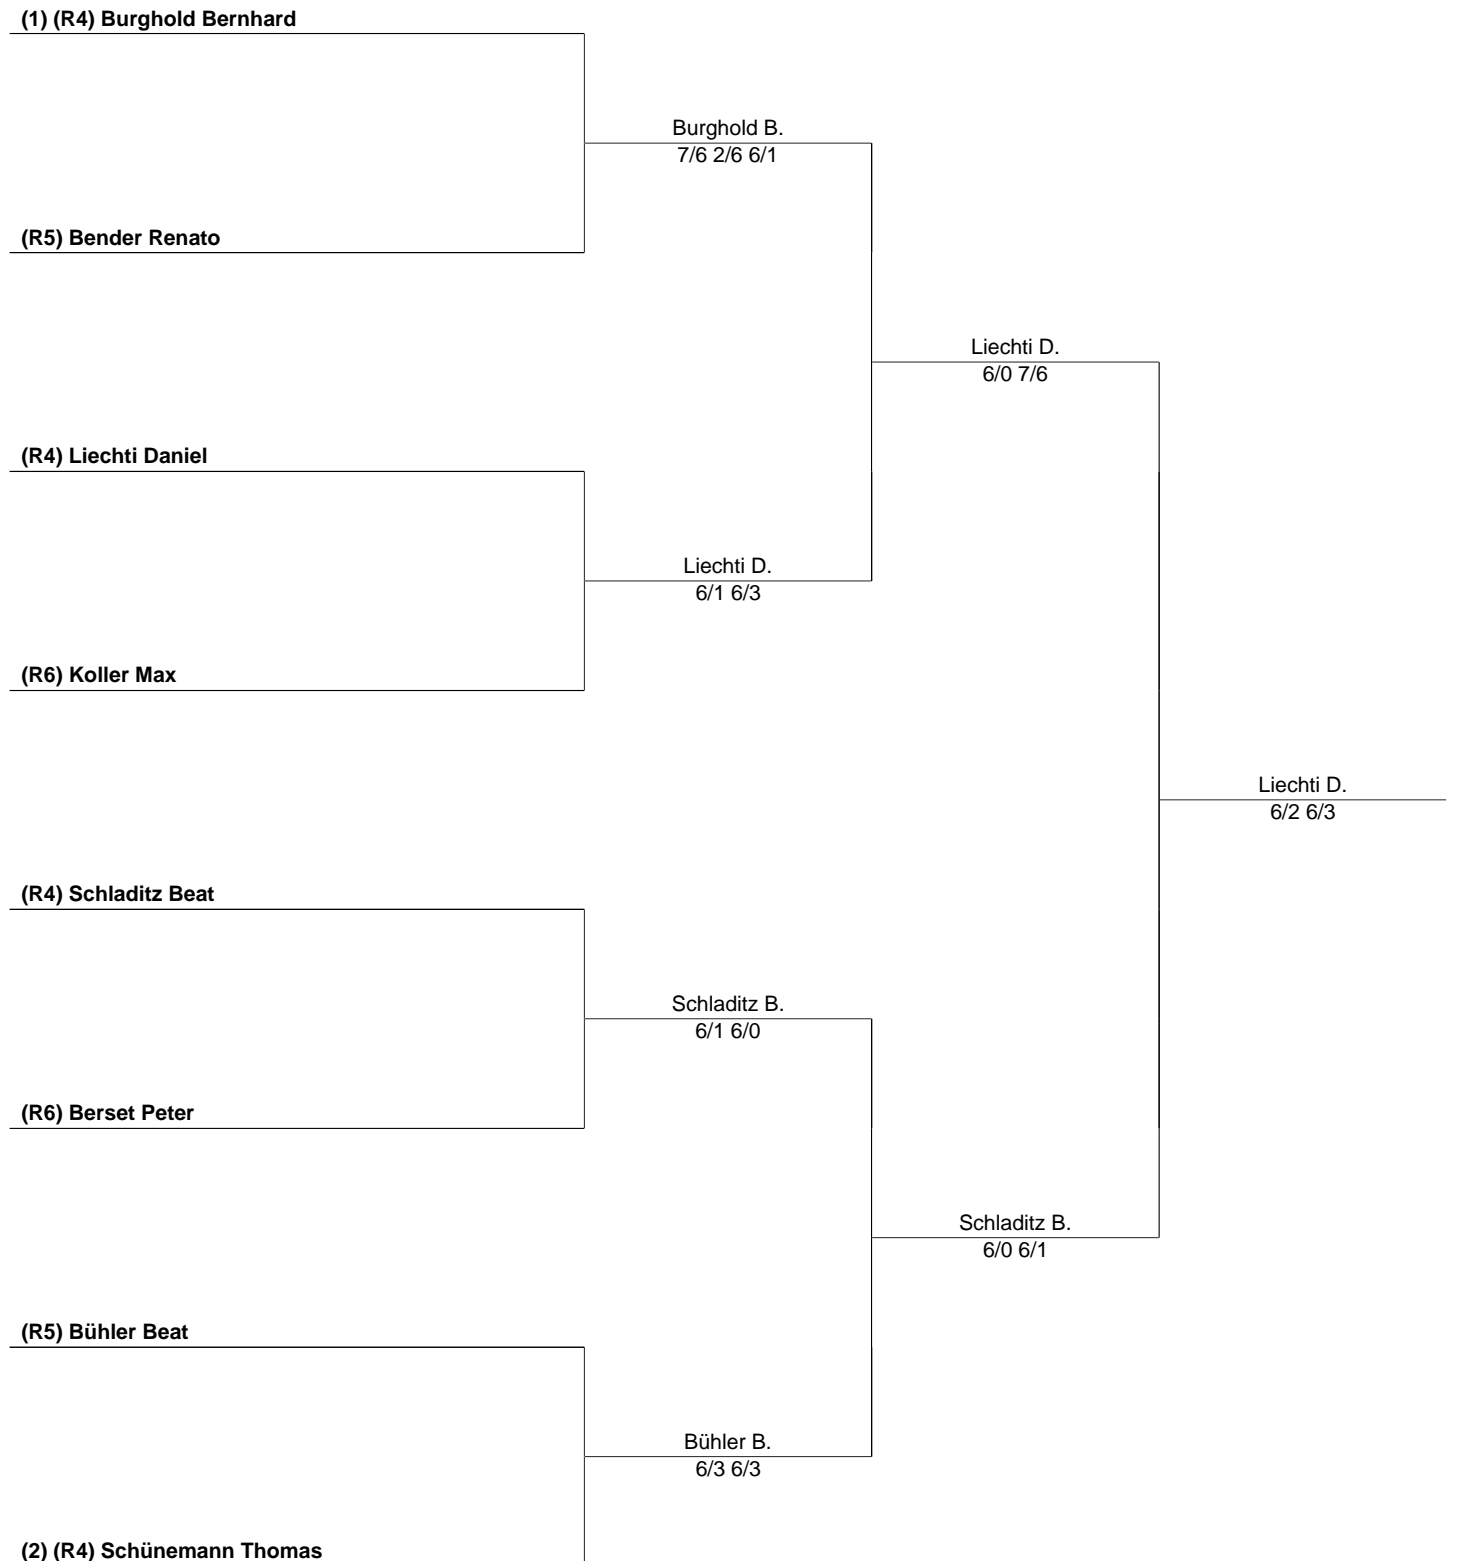 (1) (R4) Burghold Bernhard
Burghold B.
7/6 2/6 6/1
(R5) Bender Renato
Liechti D.
6/0 7/6
(R4) Liechti Daniel
Liechti D.
6/1 6/3
(R6) Koller Max
Liechti D.
6/2 6/3
(R4) Schladitz Beat
Schladitz B.
6/1 6/0
(R6) Berset Peter
Schladitz B.
6/0 6/1
(R5) Bühler Beat
Bühler B.
6/3 6/3
(2) (R4) Schünemann Thomas